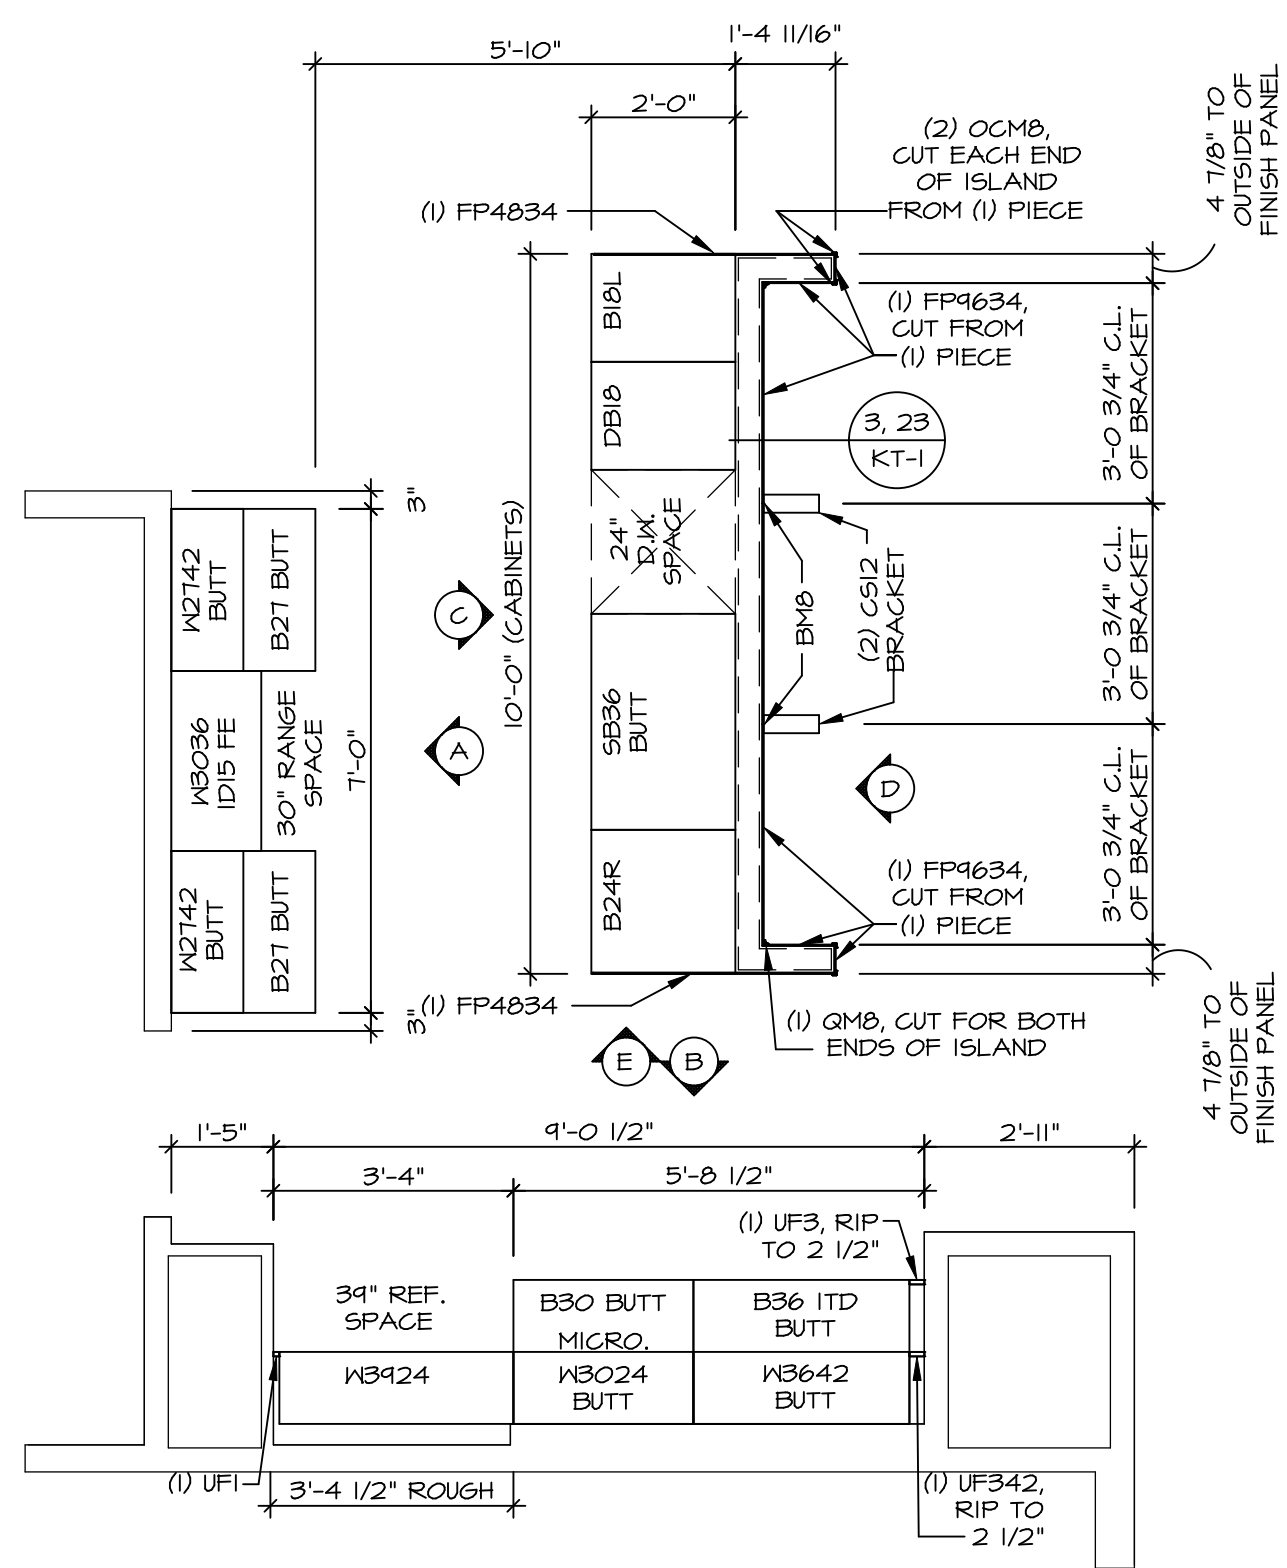 5'-10"
1'-4 11/16"
2'-0"
(2) OCM8,
CUT EACH END
OF ISLAND
FROM (1) PIECE
4 7/8" TO
OUTSIDE OF
FINISH PANEL
(1) FP4834
B18L
DB18
24"
D.W.
SPACE
SB36
BUTT
B24R
10'-0" (CABINETS)
(1) FP9634,
CUT FROM
(1) PIECE
3, 23
KT-1
BM8
(2) CS12
BRACKET
3'-0 3/4" C.L.
OF BRACKET
3'-0 3/4" C.L.
OF BRACKET
3'-0 3/4" C.L.
OF BRACKET
3"
W2742
BUTT
B27 BUTT
W3036
1D15 FE
30" RANGE
SPACE
7'-0"
W2742
BUTT
B27 BUTT
3"
C
A
D
(1) FP9634,
CUT FROM
(1) PIECE
(1) FP4834
(1) QM8, CUT FOR BOTH
ENDS OF ISLAND
E
B
4 7/8" TO
OUTSIDE OF
FINISH PANEL
1'-5"
9'-0 1/2"
2'-11"
3'-4"
5'-8 1/2"
(1) UF3, RIP
TO 2 1/2"
39" REF.
SPACE
B30 BUTT
MICRO.
B36 1TD
BUTT
W3924
W3024
BUTT
W3642
BUTT
(1) UF1
3'-4 1/2" ROUGH
(1) UF342,
RIP TO
2 1/2"